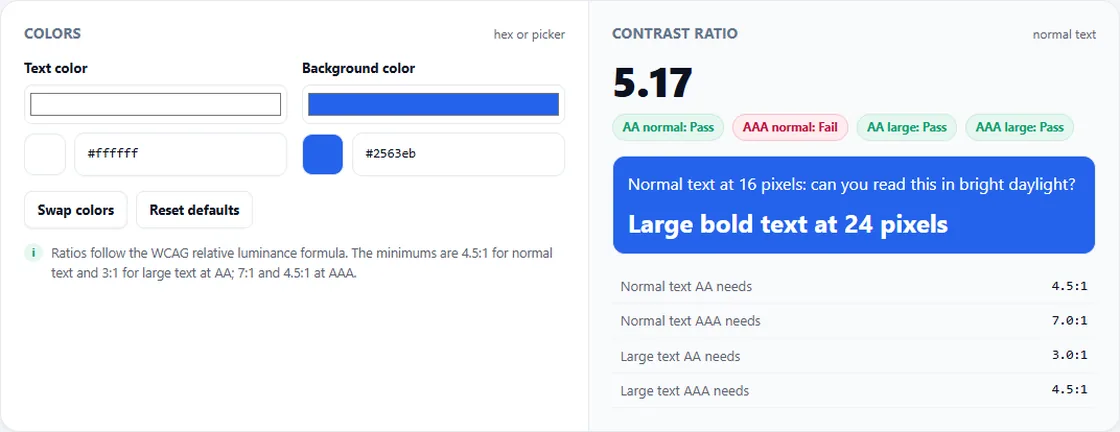 COLORS
hex or picker
Text color
Background color
#ffffff
#2563eb
Swap colors
Reset defaults
i
Ratios follow the WCAG relative luminance formula. The minimums are 4.5:1 for normal
text and 3:1 for large text at AA; 7:1 and 4.5:1 at AAA.
CONTRAST RATIO
normal text
5.17
AA normal: Pass
AAA normal: Fail
AA large: Pass
AAA large: Pass
Normal text at 16 pixels: can you read this in bright daylight?
Large bold text at 24 pixels
Normal text AA needs 4.5:1
Normal text AAA needs 7.0:1
Large text AA needs 3.0:1
Large text AAA needs 4.5:1